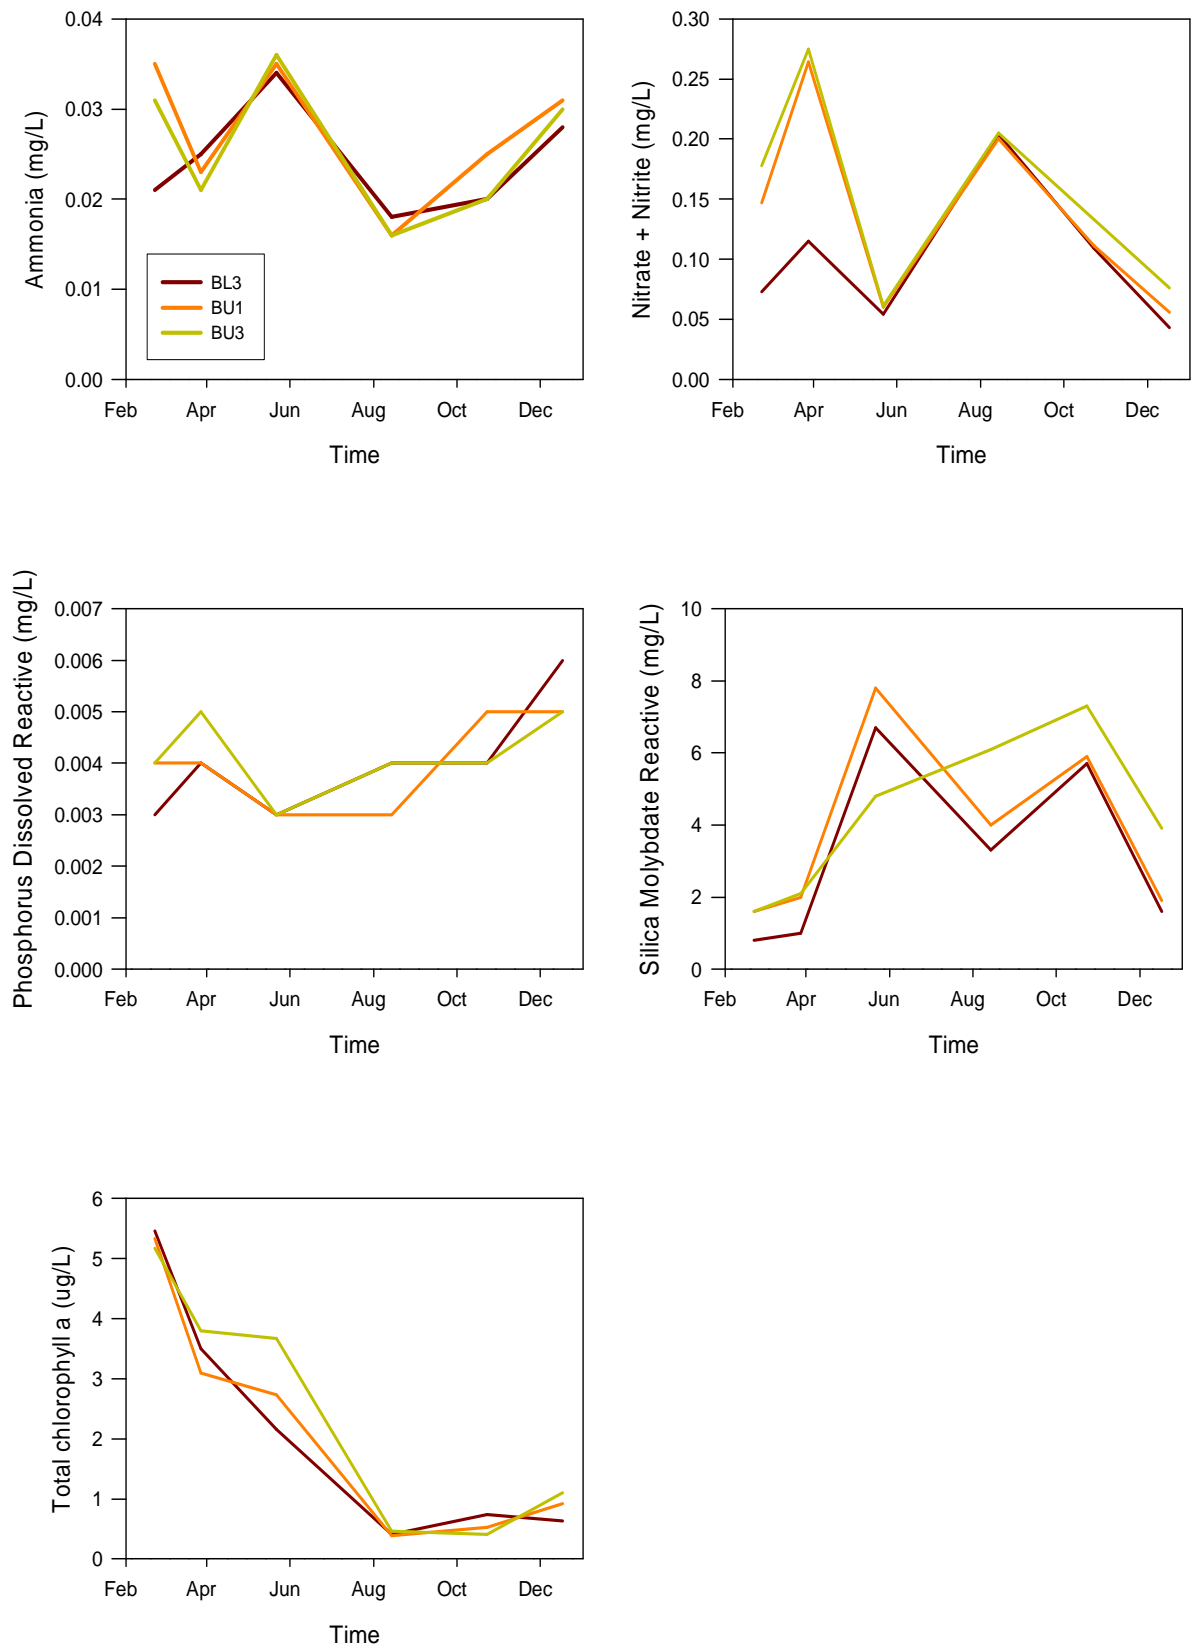 Ammonia (mg/L)
0.04
0.03
0.02
0.01
0.00
BL3
BU1
BU3
Feb Apr Jun Aug Oct Dec
Time
Nitrate + Nitrite (mg/L)
0.30
0.25
0.20
0.15
0.10
0.05
0.00
Feb Apr Jun Aug Oct Dec
Time
Phosphorus Dissolved Reactive (mg/L)
0.007
0.006
0.005
0.004
0.003
0.002
0.001
0.000
Feb Apr Jun Aug Oct Dec
Time
Silica Molybdate Reactive (mg/L)
10
8
6
4
2
0
Feb Apr Jun Aug Oct Dec
Time
Total chlorophyll a (ug/L)
6
5
4
3
2
1
0
Feb Apr Jun Aug Oct Dec
Time